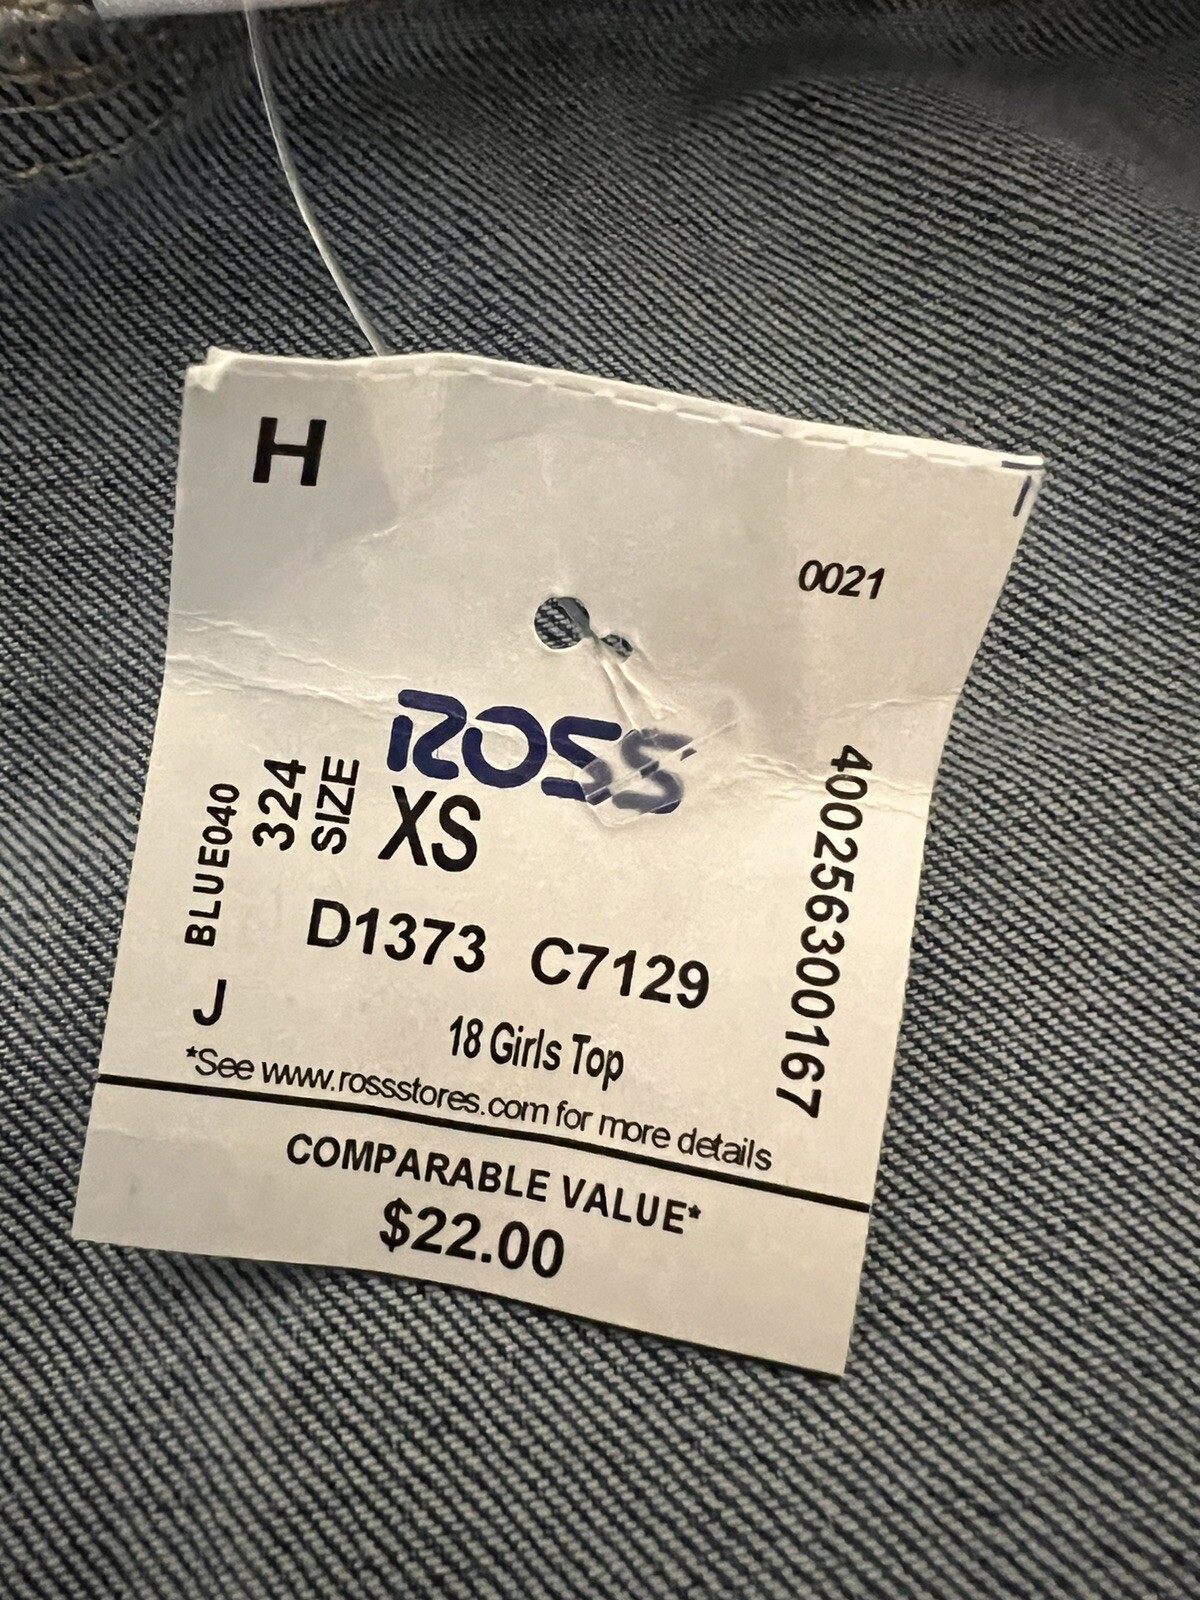 H
0021
ROSS
BLUE040
324
SIZE
XS
400256300167
D1373 C7129
J
18 Girls Top
*See www.rossstores.com for more details
COMPARABLE VALUE*
$22.00